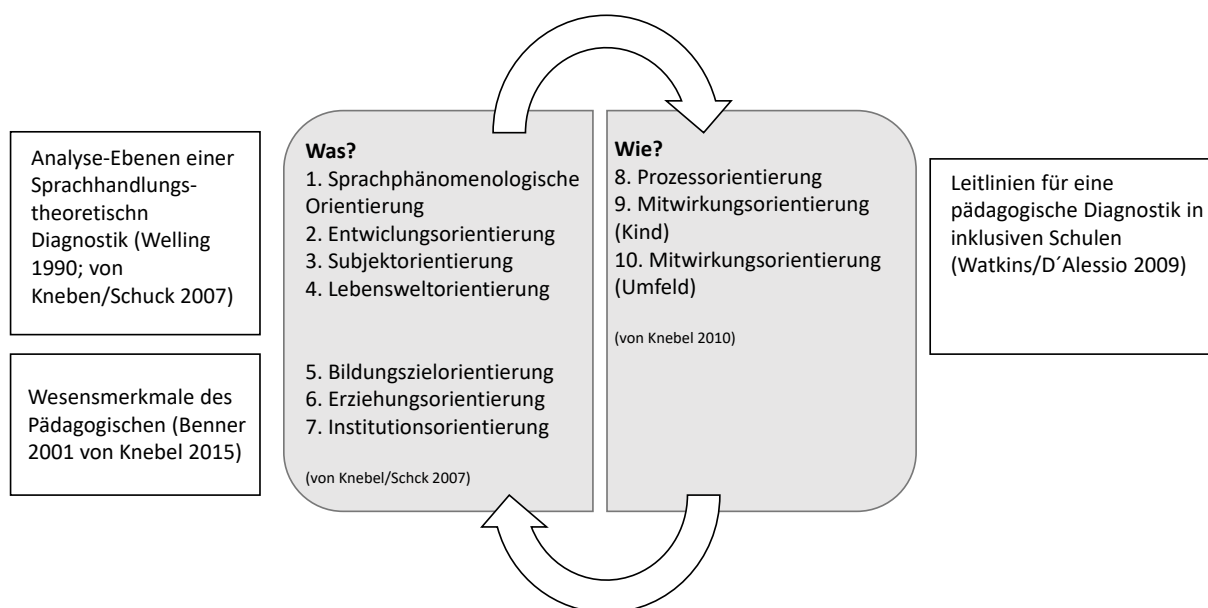 Analyse-Ebenen einer
Sprachhandlungs-
theoretischn
Diagnostik (Welling
1990; von
Kneben/Schuck 2007)
Wesensmerkmale des
Pädagogischen (Benner
2001 von Knebel 2015)
Was?
1. Sprachphänomenologische
Orientierung
2. Entwiclungsorientierung
3. Subjektorientierung
4. Lebensweltorientierung
5. Bildungszielorientierung
6. Erziehungsorientierung
7. Institutionsorientierung
(von Knebel/Schck 2007)
Wie?
8. Prozessorientierung
9. Mitwirkungsorientierung
(Kind)
10. Mitwirkungsorientierung
(Umfeld)
(von Knebel 2010)
Leitlinien für eine
pädagogische Diagnostik in
inklusiven Schulen
(Watkins/D´Alessio 2009)